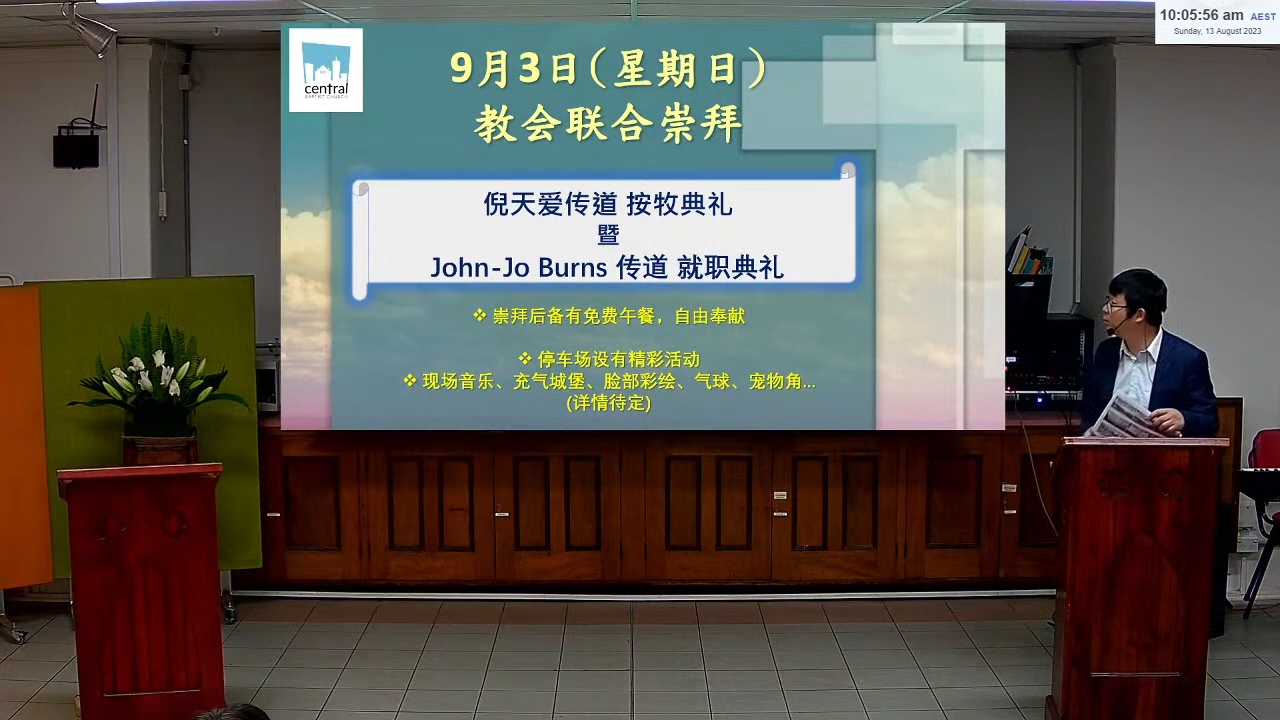 10:05:56 am AEST
Sunday, 13 August 2023
central
BAPTIST CHURCH
9月3日(星期日)
教会联合崇拜
倪天爱传道 按牧典礼
暨
John-Jo Burns 传道 就职典礼
❖ 崇拜后备有免费午餐，自由奉献
❖ 停车场设有精彩活动
❖ 现场音乐、充气城堡、脸部彩绘、气球、宠物角...
(详情待定)